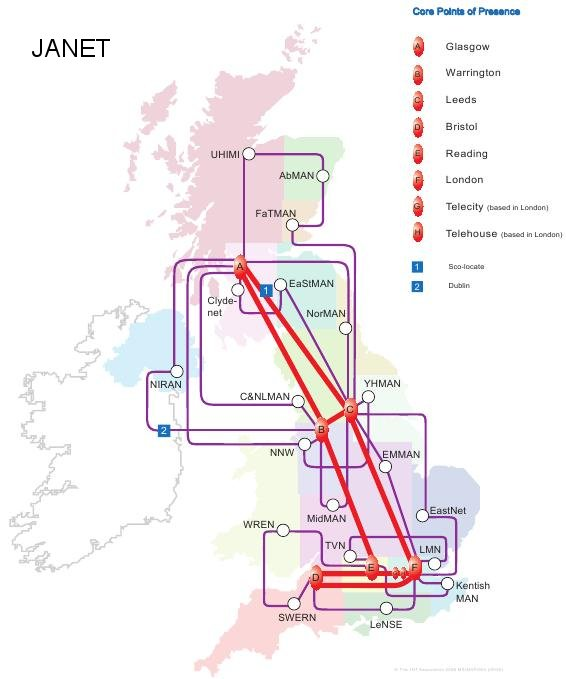 Core Points of Presence
JANET
A Glasgow
B Warrington
C Leeds
D Bristol
E Reading
F London
G Telecity (based in London)
H Telehouse (based in London)
1 Sco-locate
2 Dublin
UHIMI
AbMAN
FaTMAN
A
1
EaStMAN
Clyde-
net
NorMAN
NIRAN
YHMAN
C&NLMAN
C
B
2
NNW
EMMAN
MidMAN
EastNet
WREN
TVN
LMN
E
F
D
Kentish
MAN
SWERN
LeNSE